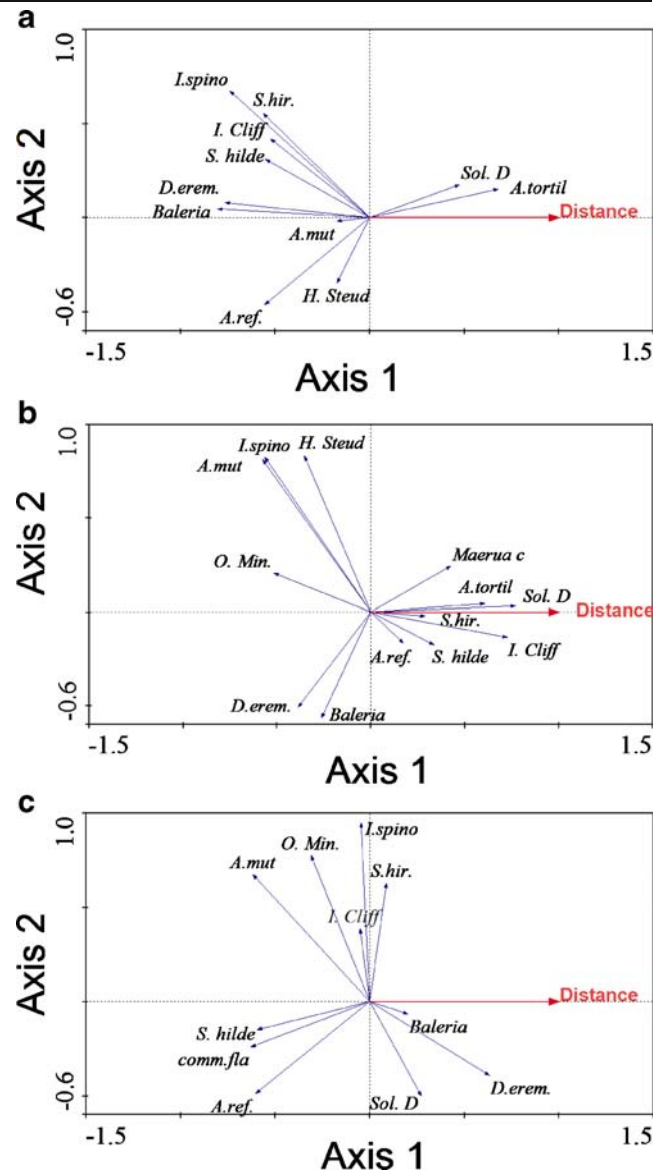 a
1.0
I.spino
S.hir.
I. Cliff
S. hilde
Sol. D
D.erem.
A.tortil
Baleria
Distance
A.mut
H. Steud
A.ref.
Axis 2
-0.6
-1.5
1.5
Axis 1
b
1.0
I.spino
H. Steud
A.mut
O. Min.
Maerua c
A.tortil
Sol. D
Distance
S.hir.
I. Cliff
A.ref.
S. hilde
D.erem.
Baleria
Axis 2
-0.6
-1.5
1.5
Axis 1
c
1.0
I.spino
O. Min.
A.mut
S.hir.
I. Cliff
Distance
Baleria
S. hilde
comm.fla
D.erem.
A.ref.
Sol. D
Axis 2
-0.6
-1.5
1.5
Axis 1